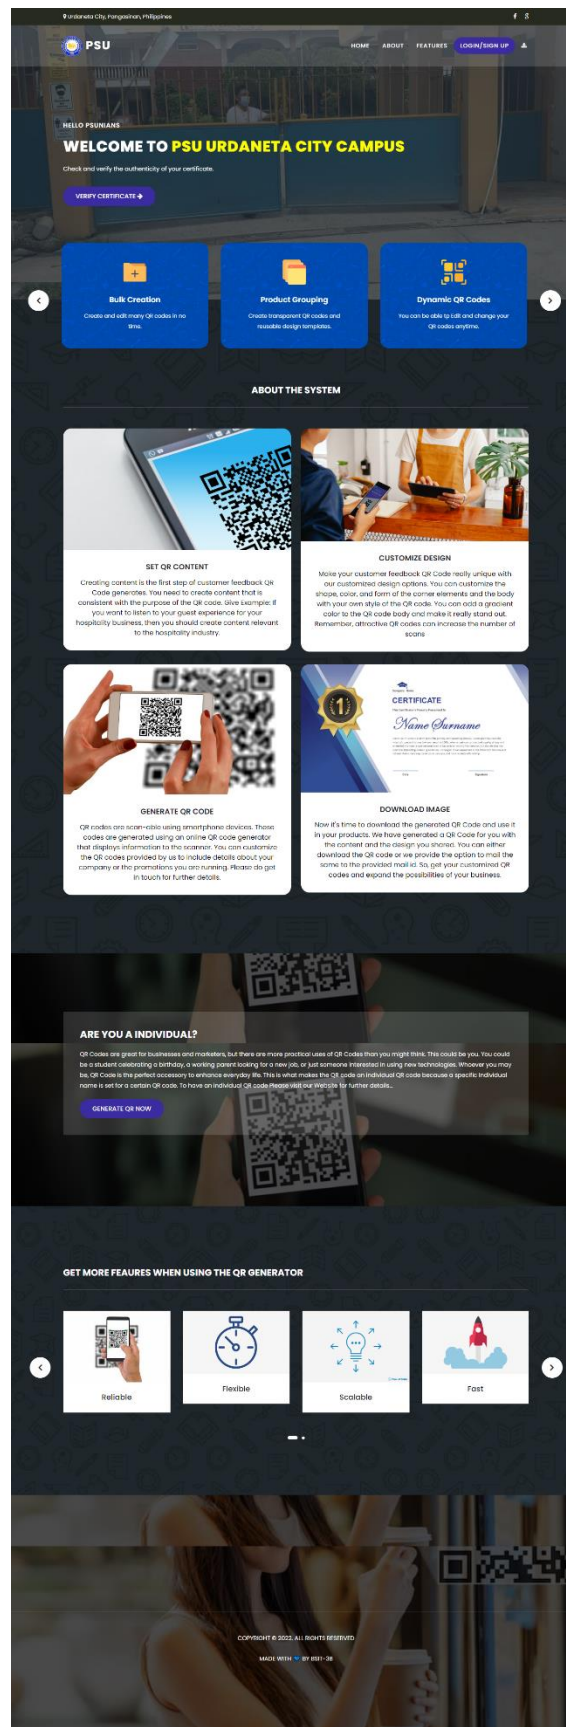 Urdaneta City, Pangasinan, Philippines
PSU
HOME ABOUT FEATURES LOGIN/SIGN UP
HELLO PSUNIANS
WELCOME TO PSU URDANETA CITY CAMPUS
Check and verify the authenticity of your certificate.
VERIFY CERTIFICATE
Bulk Creation
Create and edit many QR codes in no
time.
Product Grouping
Create transparent QR codes and
reusable design templates.
Dynamic QR Codes
You can be able tp Edit and change your
QR codes anytime.
ABOUT THE SYSTEM
SET QR CONTENT
Creating content is the first step of customer feedback QR
Code generates. You need to create content that is
consistent with the purpose of the QR code. Give Example: If
you want to listen to your guest experience for your
hospitality business, then you should create content relevant
to the hospitality industry.
CUSTOMIZE DESIGN
Make your customer feedback QR Code really unique with
our customized design options. You can customize the
shape, color, and form of the corner elements and the body
with your own style of the QR code. You can add a gradient
color to the QR code body and make it really stand out.
Remember, attractive QR codes can increase the number of
scans
GENERATE QR CODE
QR codes are scan-able using smartphone devices. These
codes are generated using an online QR code generator
that displays information to the scanner. You can customize
the QR codes provided by us to include details about your
company or the promotions you are running. Please do get
in touch for further details.
1
CERTIFICATE
Name Surname
DOWNLOAD IMAGE
Now it's time to download the generated QR Code and use it
in your products. We have generated a QR Code for you with
the content and the design you shared. You can either
download the QR code or we provide the option to mail the
same to the provided mail id. So, get your customized QR
codes and expand the possibilities of your business.
ARE YOU A INDIVIDUAL?
QR Codes are great for businesses and marketers, but there are more practical uses of QR Codes than you might think. This could be you. You could
be a student celebrating a birthday, a working parent looking for a new job, or just someone interested in using new technologies. Whoever you may
be, QR Code is the perfect accessory to enhance everyday life. This is what makes the QR code an individual QR code because a specific individual
name is set for a certain QR code. To have an individual QR code Please visit our Website for further details...
GENERATE QR NOW
GET MORE FEAURES WHEN USING THE QR GENERATOR
Reliable
Flexible
Scalable
Fast
COPYRIGHT © 2022. ALL RIGHTS RESERVED
MADE WITH 💙 BY BSIT-3B